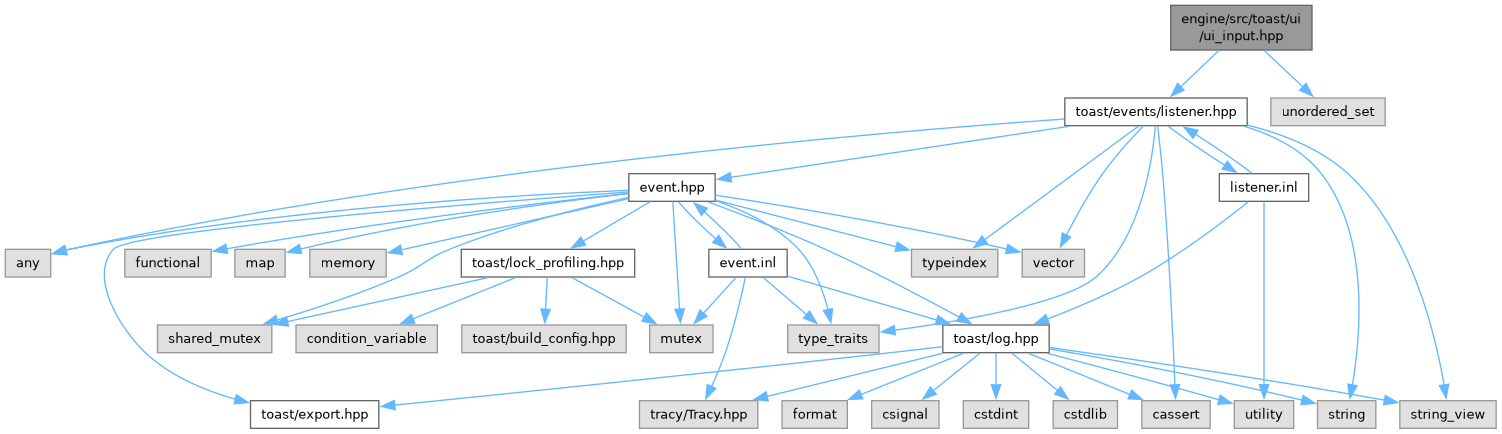 engine/src/toast/ui
/ui_input.hpp
toast/events/listener.hpp
unordered_set
event.hpp
listener.inl
any
functional
map
memory
toast/lock_profiling.hpp
event.inl
typeindex
vector
shared_mutex
condition_variable
toast/build_config.hpp
mutex
type_traits
toast/log.hpp
toast/export.hpp
tracy/Tracy.hpp
format
csignal
cstdint
cstdlib
cassert
utility
string
string_view